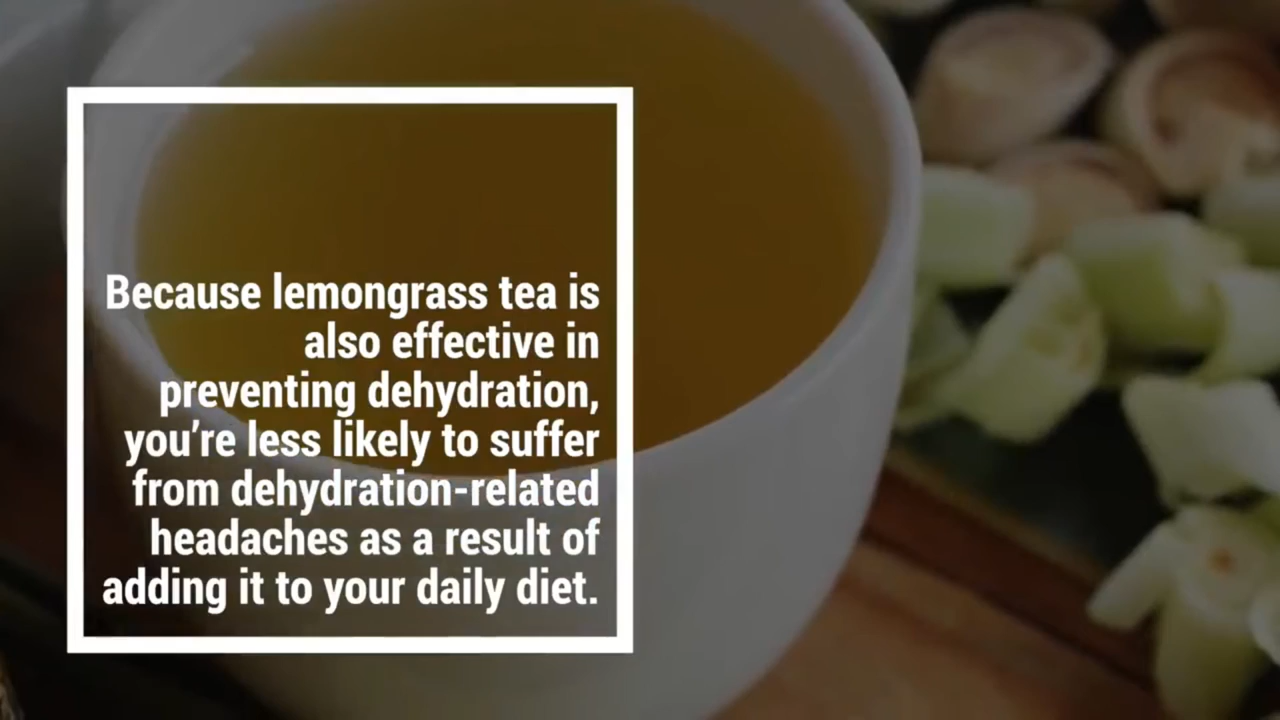 Because lemongrass tea is
also effective in
preventing dehydration,
you’re less likely to suffer
from dehydration-related
headaches as a result of
adding it to your daily diet.